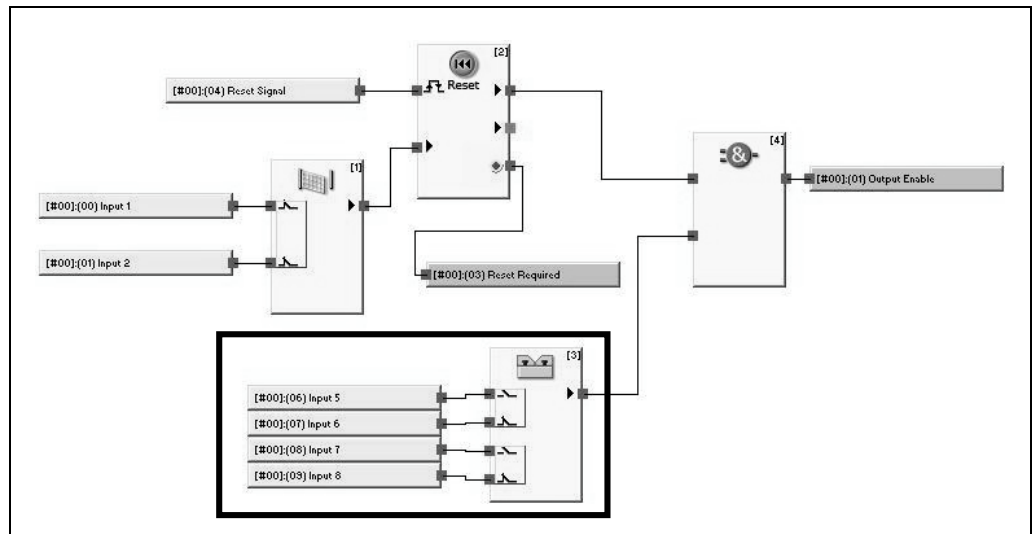 [2]
[#00]:(04) Reset Signal
Reset
[4]
[1]
[#00]:(01) Output Enable
[#00]:(00) Input 1
[#00]:(01) Input 2
[#00]:(03) Reset Required
[3]
[#00]:(06) Input 5
[#00]:(07) Input 6
[#00]:(08) Input 7
[#00]:(09) Input 8
&